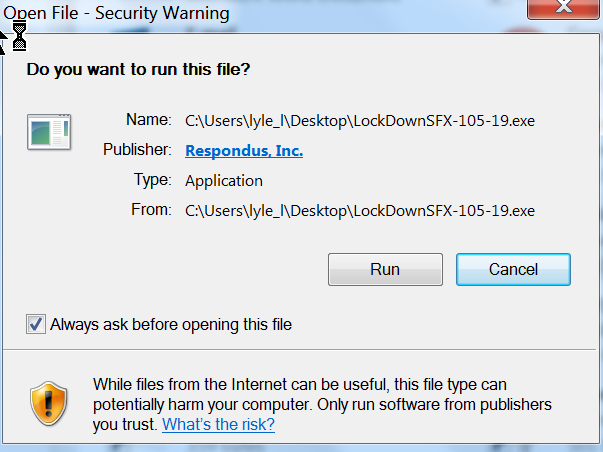 Open File - Security Warning
Do you want to run this file?
Name: C:\Users\lyle_l\Desktop\LockDownSFX-105-19.exe
Publisher: Respondus, Inc.
Type: Application
From: C:\Users\lyle_l\Desktop\LockDownSFX-105-19.exe
Run Cancel
Always ask before opening this file
While files from the Internet can be useful, this file type can
potentially harm your computer. Only run software from publishers
you trust. What's the risk?